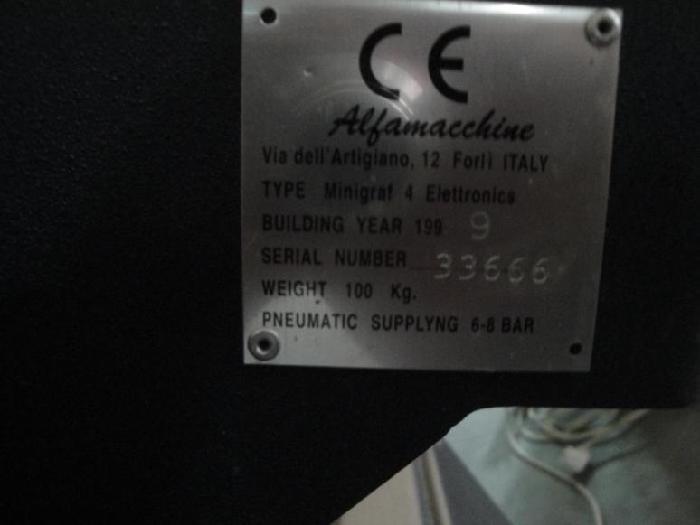 CE
Alfamacchine
Via dell'Artigiano, 12 Forlì ITALY
TYPE Minigraf 4 Elettronics
BUILDING YEAR 199 9
SERIAL NUMBER 33666
WEIGHT 100 Kg.
PNEUMATIC SUPPLYNG 6-8 BAR